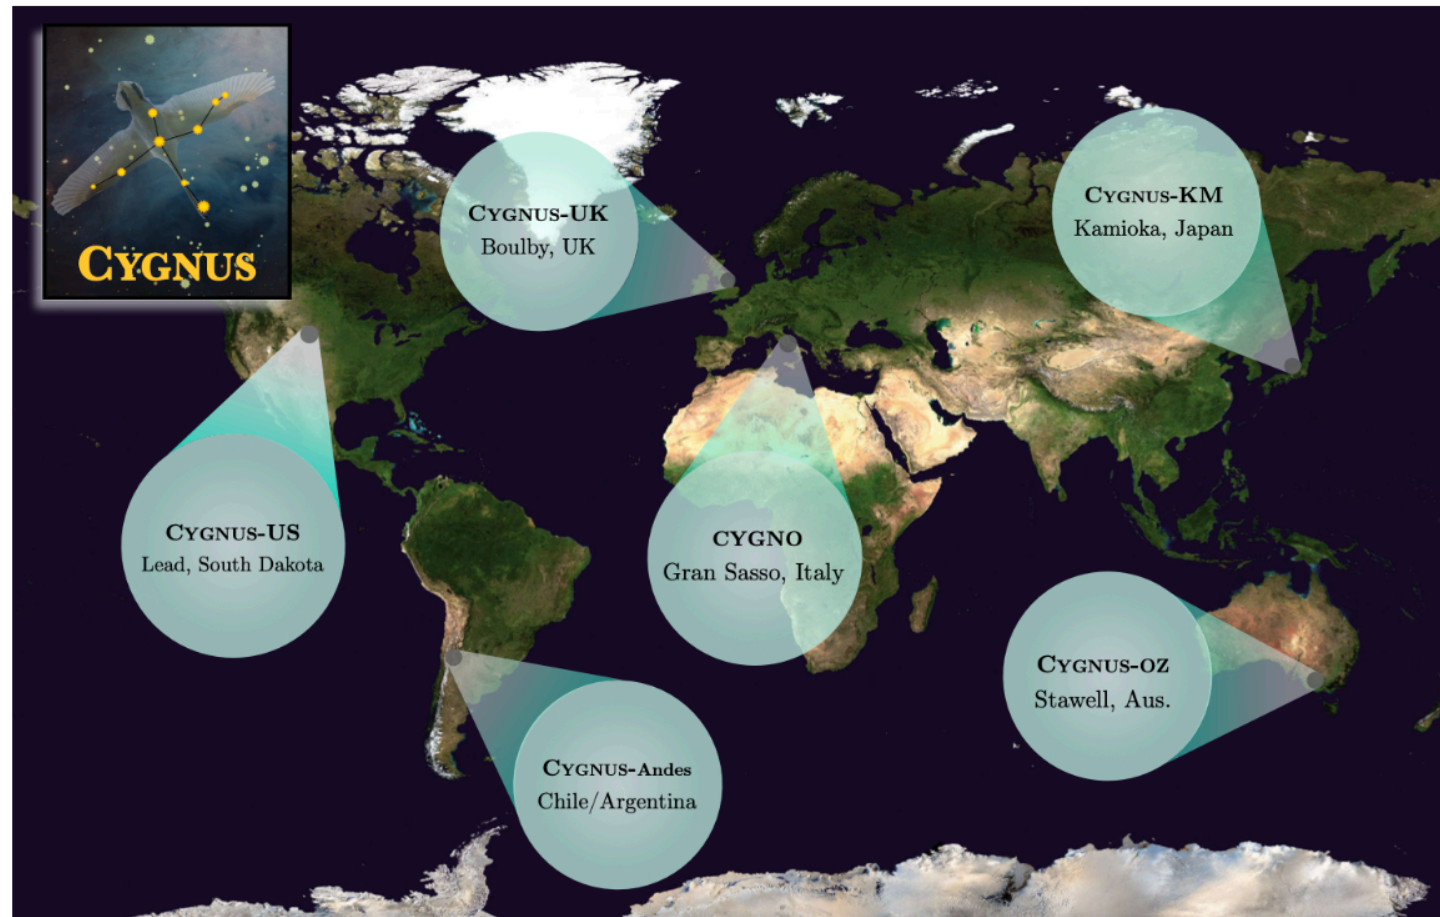 CYGNUS
CYGNUS-UK
Boulby, UK
CYGNUS-KM
Kamioka, Japan
CYGNUS-US
Lead, South Dakota
CYGNO
Gran Sasso, Italy
CYGNUS-OZ
Stawell, Aus.
CYGNUS-Andes
Chile/Argentina